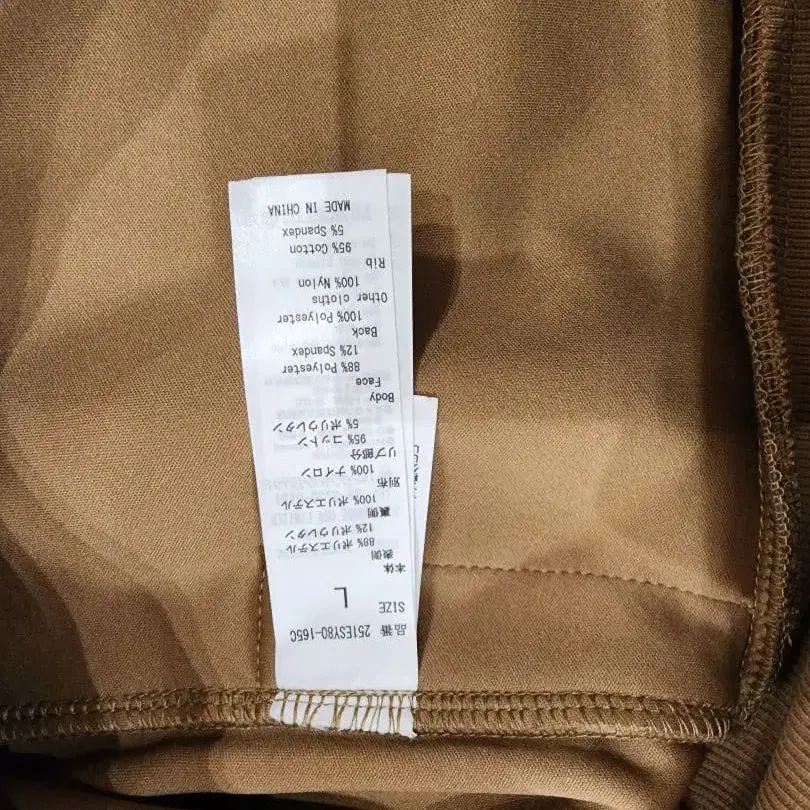 品番 251ESY80-165C
SIZE
L
本体
表側
88% ポリエステル
12% ポリウレタン
裏側
100% ポリエステル
別布
100% ナイロン
リブ部分
95% コットン
5% ポリウレタン
Body
Face
88% Polyester
12% Spandex
Back
100% Polyester
Other cloths
100% Nylon
Rib
95% Cotton
5% Spandex
MADE IN CHINA